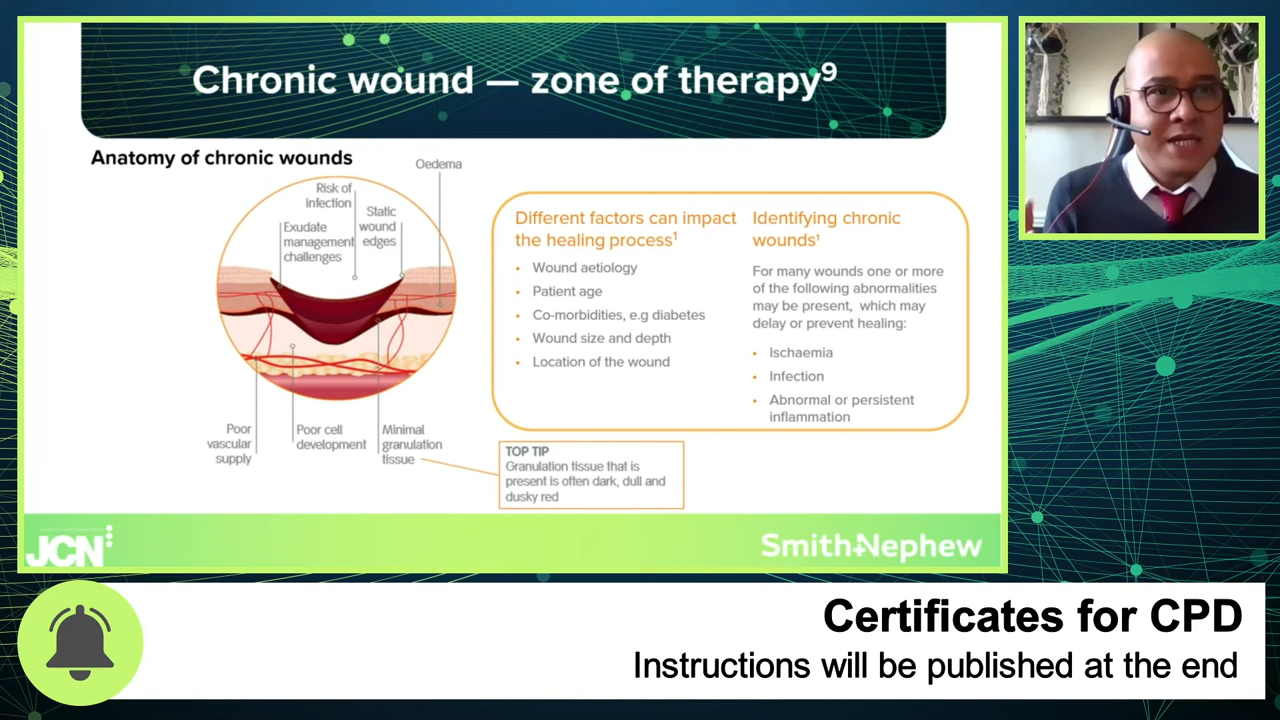 Chronic wound — zone of therapy⁹
Anatomy of chronic wounds
Oedema
Risk of
infection
Static
wound
edges
Exudate
management
challenges
Poor
vascular
supply
Poor cell
development
Minimal
granulation
tissue
TOP TIP
Granulation tissue that is
present is often dark, dull and
dusky red
Different factors can impact
the healing process¹
• Wound aetiology
• Patient age
• Co-morbidities, e.g diabetes
• Wound size and depth
• Location of the wound
Identifying chronic
wounds¹
For many wounds one or more
of the following abnormalities
may be present, which may
delay or prevent healing:
• Ischaemia
• Infection
• Abnormal or persistent
inflammation
JCN
Smith+Nephew
Certificates for CPD
Instructions will be published at the end